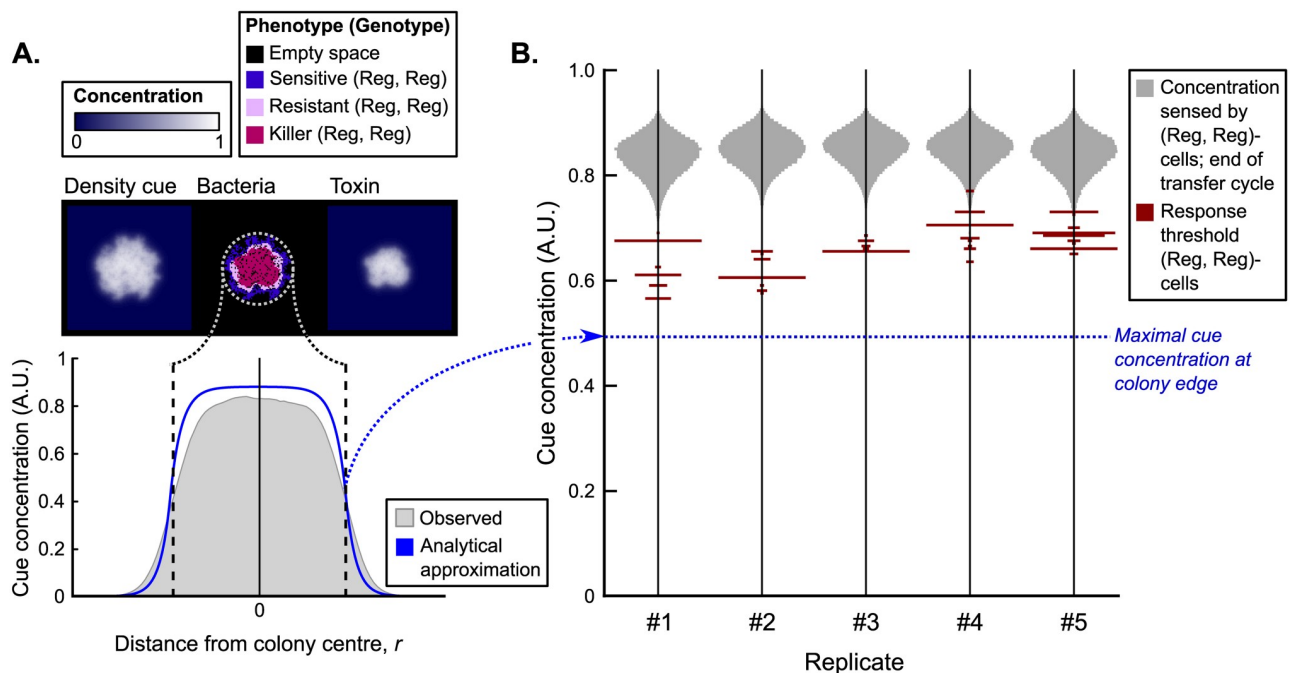 A.
Concentration
0 1
Phenotype (Genotype)
Empty space
Sensitive (Reg, Reg)
Resistant (Reg, Reg)
Killer (Reg, Reg)
Density cue Bacteria Toxin
Cue concentration (A.U.)
1
0.8
0.6
0.4
0.2
0
0
Distance from colony centre, r
Observed
Analytical
approximation
B.
Cue concentration (A.U.)
1.0
0.8
0.6
0.4
0.2
0
#1 #2 #3 #4 #5
Replicate
Concentration
sensed by
(Reg, Reg)-
cells; end of
transfer cycle
Response
threshold
(Reg, Reg)-
cells
Maximal cue
concentration at
colony edge